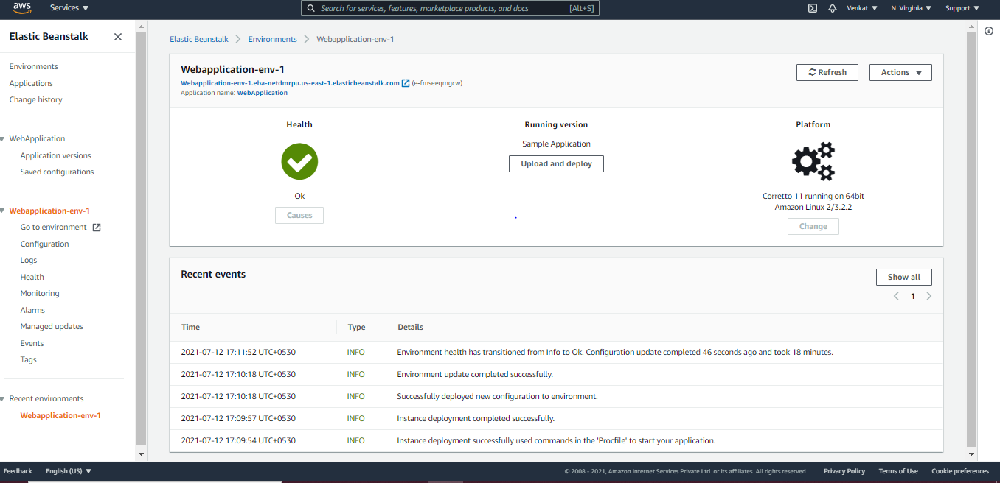 aws Services ▼ Search for services, features, marketplace products, and docs [Alt+S] Venkat ▼ N. Virginia ▼ Support ▼
Elastic Beanstalk
Environments
Applications
Change history
WebApplication
Application versions
Saved configurations
Webapplication-env-1
Go to environment
Configuration
Logs
Health
Monitoring
Alarms
Managed updates
Events
Tags
Recent environments
Webapplication-env-1
Elastic Beanstalk > Environments > Webapplication-env-1
Webapplication-env-1
Refresh
Actions ▼
Webapplication-env-1.eba-netdmrpu.us-east-1.elasticbeanstalk.com (e-fmseeqmgcw)
Application name: WebApplication
Health
Ok
Causes
Running version
Sample Application
Upload and deploy
Platform
Corretto 11 running on 64bit
Amazon Linux 2/3.2.2
Change
Recent events
Show all
< 1 >
Time Type Details
2021-07-12 17:11:52 UTC+0530 INFO Environment health has transitioned from Info to Ok. Configuration update completed 46 seconds ago and took 18 minutes.
2021-07-12 17:10:18 UTC+0530 INFO Environment update completed successfully.
2021-07-12 17:10:18 UTC+0530 INFO Successfully deployed new configuration to environment.
2021-07-12 17:09:57 UTC+0530 INFO Instance deployment completed successfully.
2021-07-12 17:09:54 UTC+0530 INFO Instance deployment successfully used commands in the 'Procfile' to start your application.
Feedback English (US) ▼ © 2008 - 2021, Amazon Internet Services Private Ltd. or its affiliates. All rights reserved. Privacy Policy Terms of Use Cookie preferences